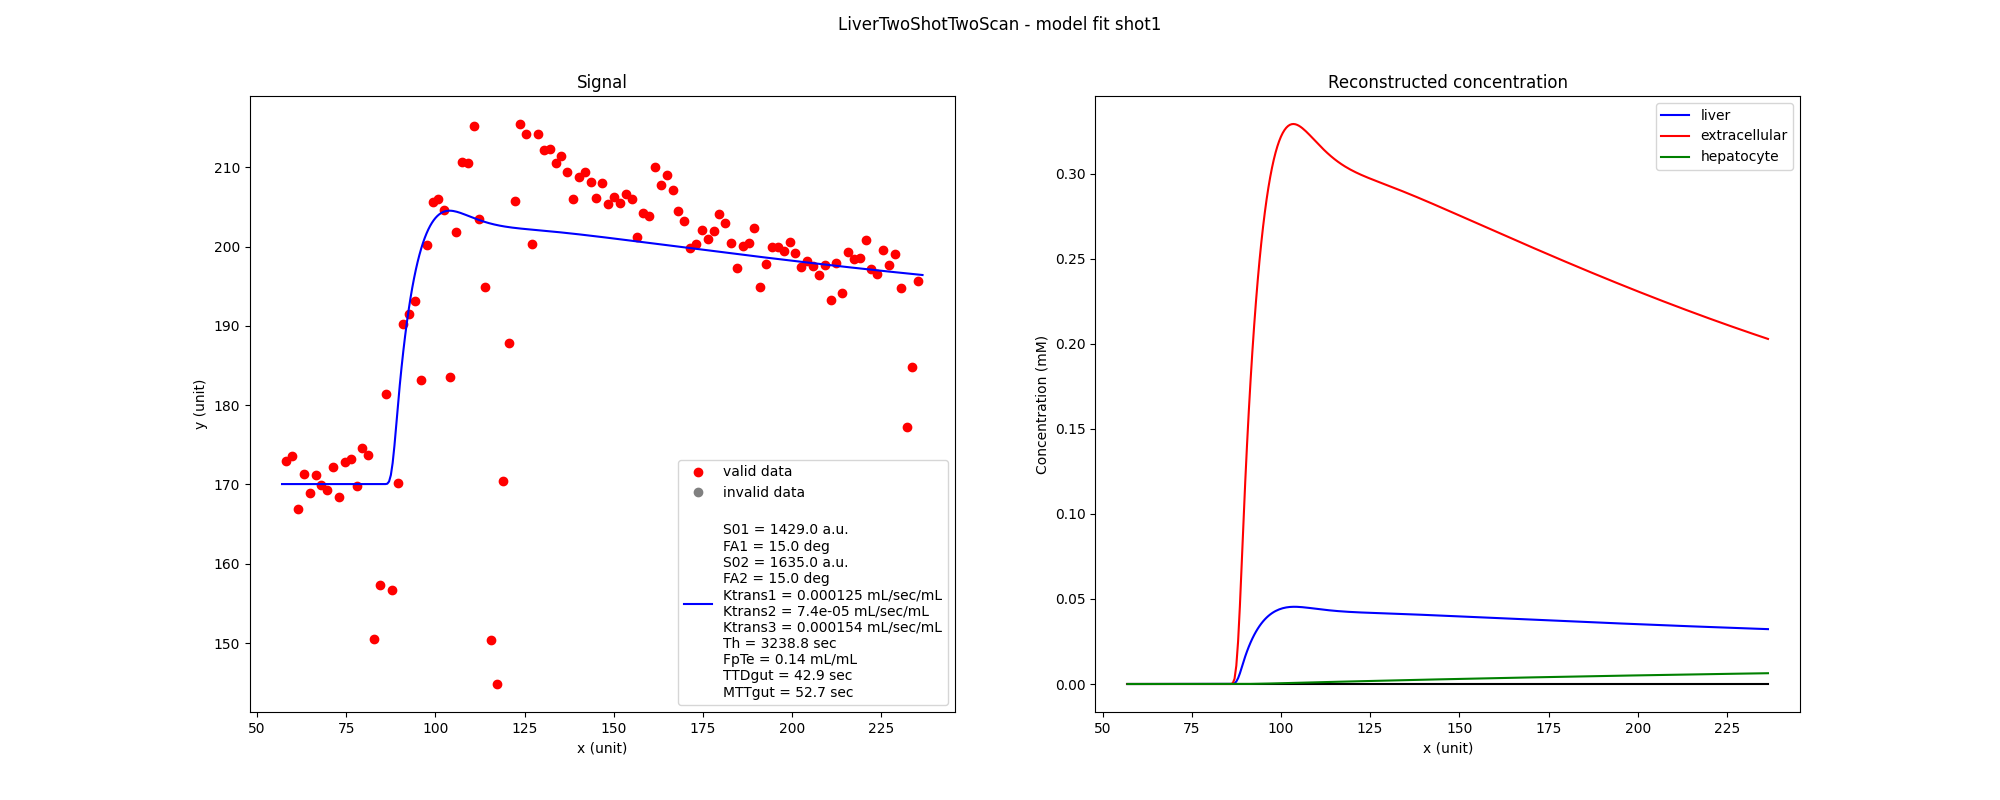 LiverTwoShotTwoScan - model fit shot1
Signal
210
200
190
180
170
160
150
y (unit)
50 75 100 125 150 175 200 225
x (unit)
valid data
invalid data
S01 = 1429.0 a.u.
FA1 = 15.0 deg
S02 = 1635.0 a.u.
FA2 = 15.0 deg
Ktrans1 = 0.000125 mL/sec/mL
Ktrans2 = 7.4e-05 mL/sec/mL
Ktrans3 = 0.000154 mL/sec/mL
Th = 3238.8 sec
FpTe = 0.14 mL/mL
TTDgut = 42.9 sec
MTTgut = 52.7 sec
Reconstructed concentration
0.30
0.25
0.20
0.15
0.10
0.05
0.00
Concentration (mM)
50 75 100 125 150 175 200 225
x (unit)
liver
extracellular
hepatocyte